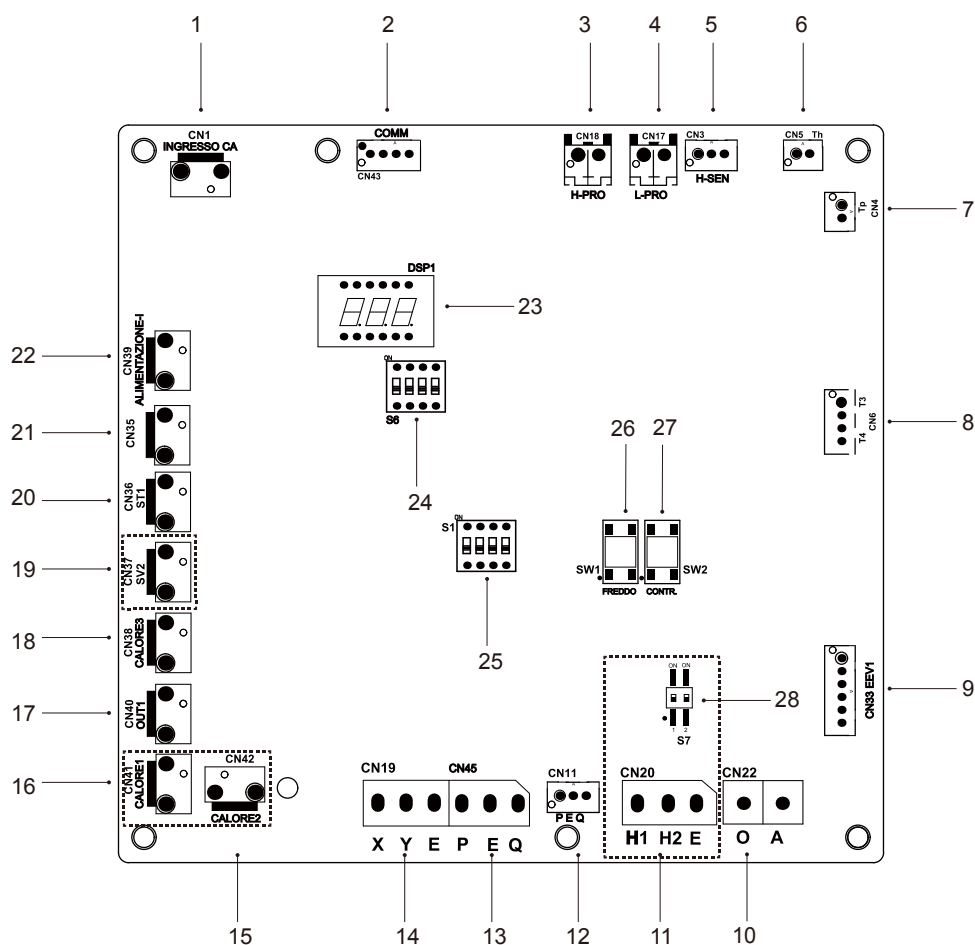 1 2 3 4 5 6
CN1
INGRESSO CA
COMM
CN43
CN18
H-PRO
CN17
L-PRO
CN3
H-SEN
CN5 Th
Tp
CN4
7
DSP1
23
ON
S6
24
22
CN39
ALIMENTAZIONE-I
21
CN35
20
CN36
ST1
19
CN37
SV2
18
CN38
CALORE3
17
CN40
OUT1
16
CN41
CALORE1
CN42
CALORE2
T3
T4
CN6
8
S1
ON
25
26 27
SW1
FREDDO
SW2
CONTR.
CN33 EEV1
9
ON ON
1 2
S7
28
CN19
X Y E
CN45
P E Q
CN11
P E Q
CN20
H1 H2 E
CN22
O A
15 14 13 12 11 10